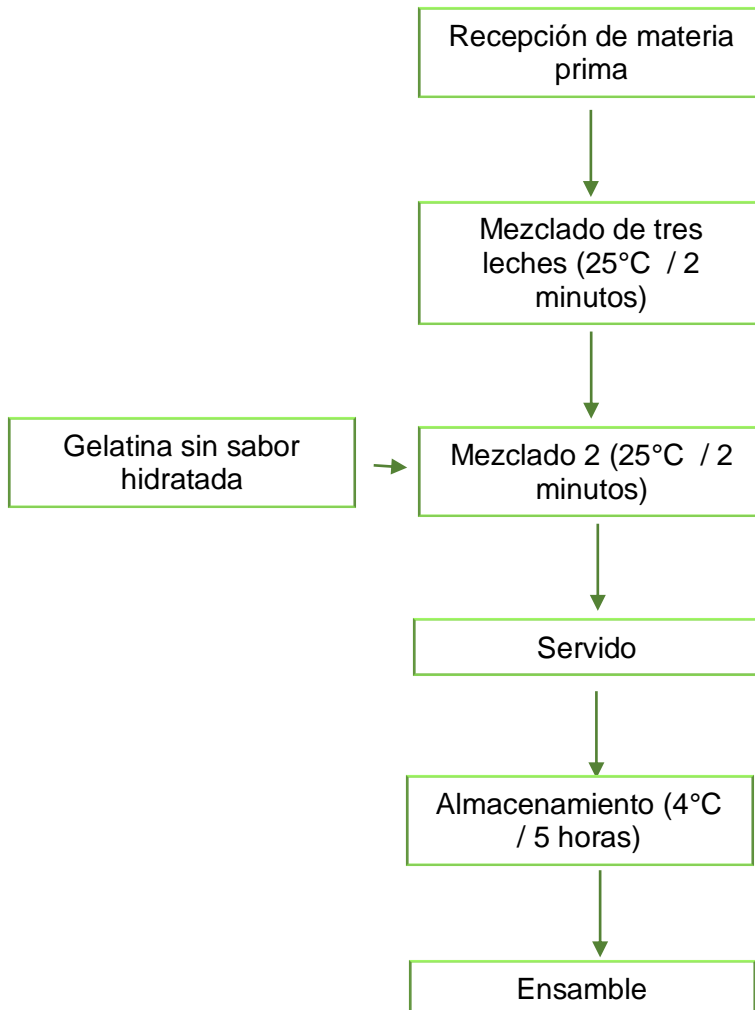 Recepción de materia
prima
Mezclado de tres
leches (25°C / 2
minutos)
Gelatina sin sabor
hidratada
Mezclado 2 (25°C / 2
minutos)
Servido
Almacenamiento (4°C
/ 5 horas)
Ensamble